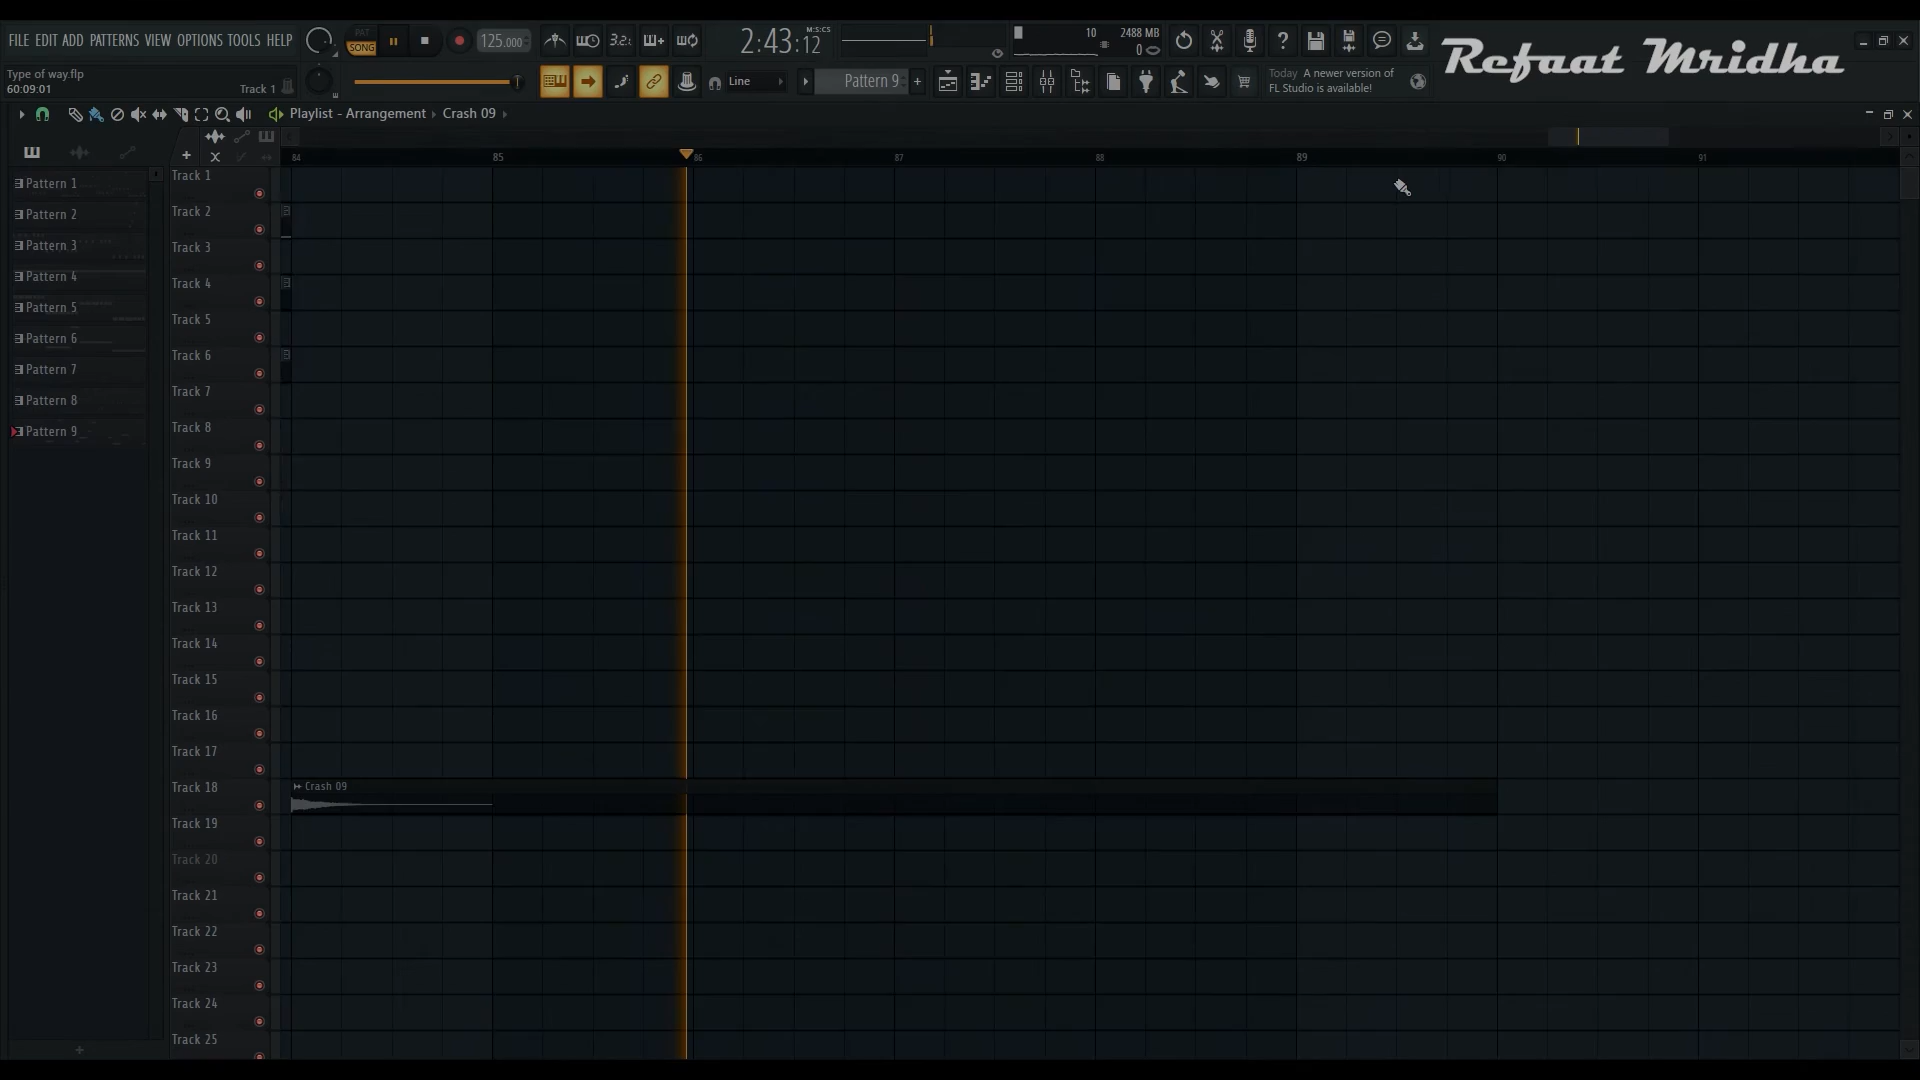 FILE EDIT ADD PATTERNS VIEW OPTIONS TOOLS HELP
PAT
SONG
125.000
3.2.
2:43:12
M:S:CS
10
2488 MB
0
Refaat Mridha
Type of way.flp
60:09:01
Track 1
Line
Pattern 9
Today A newer version of
FL Studio is available!
Playlist - Arrangement
Crash 09
84 85 86 87 88 89 90 91
Pattern 1
Pattern 2
Pattern 3
Pattern 4
Pattern 5
Pattern 6
Pattern 7
Pattern 8
Pattern 9
Track 1
Track 2
Track 3
Track 4
Track 5
Track 6
Track 7
Track 8
Track 9
Track 10
Track 11
Track 12
Track 13
Track 14
Track 15
Track 16
Track 17
Track 18
Crash 09
Track 19
Track 20
Track 21
Track 22
Track 23
Track 24
Track 25